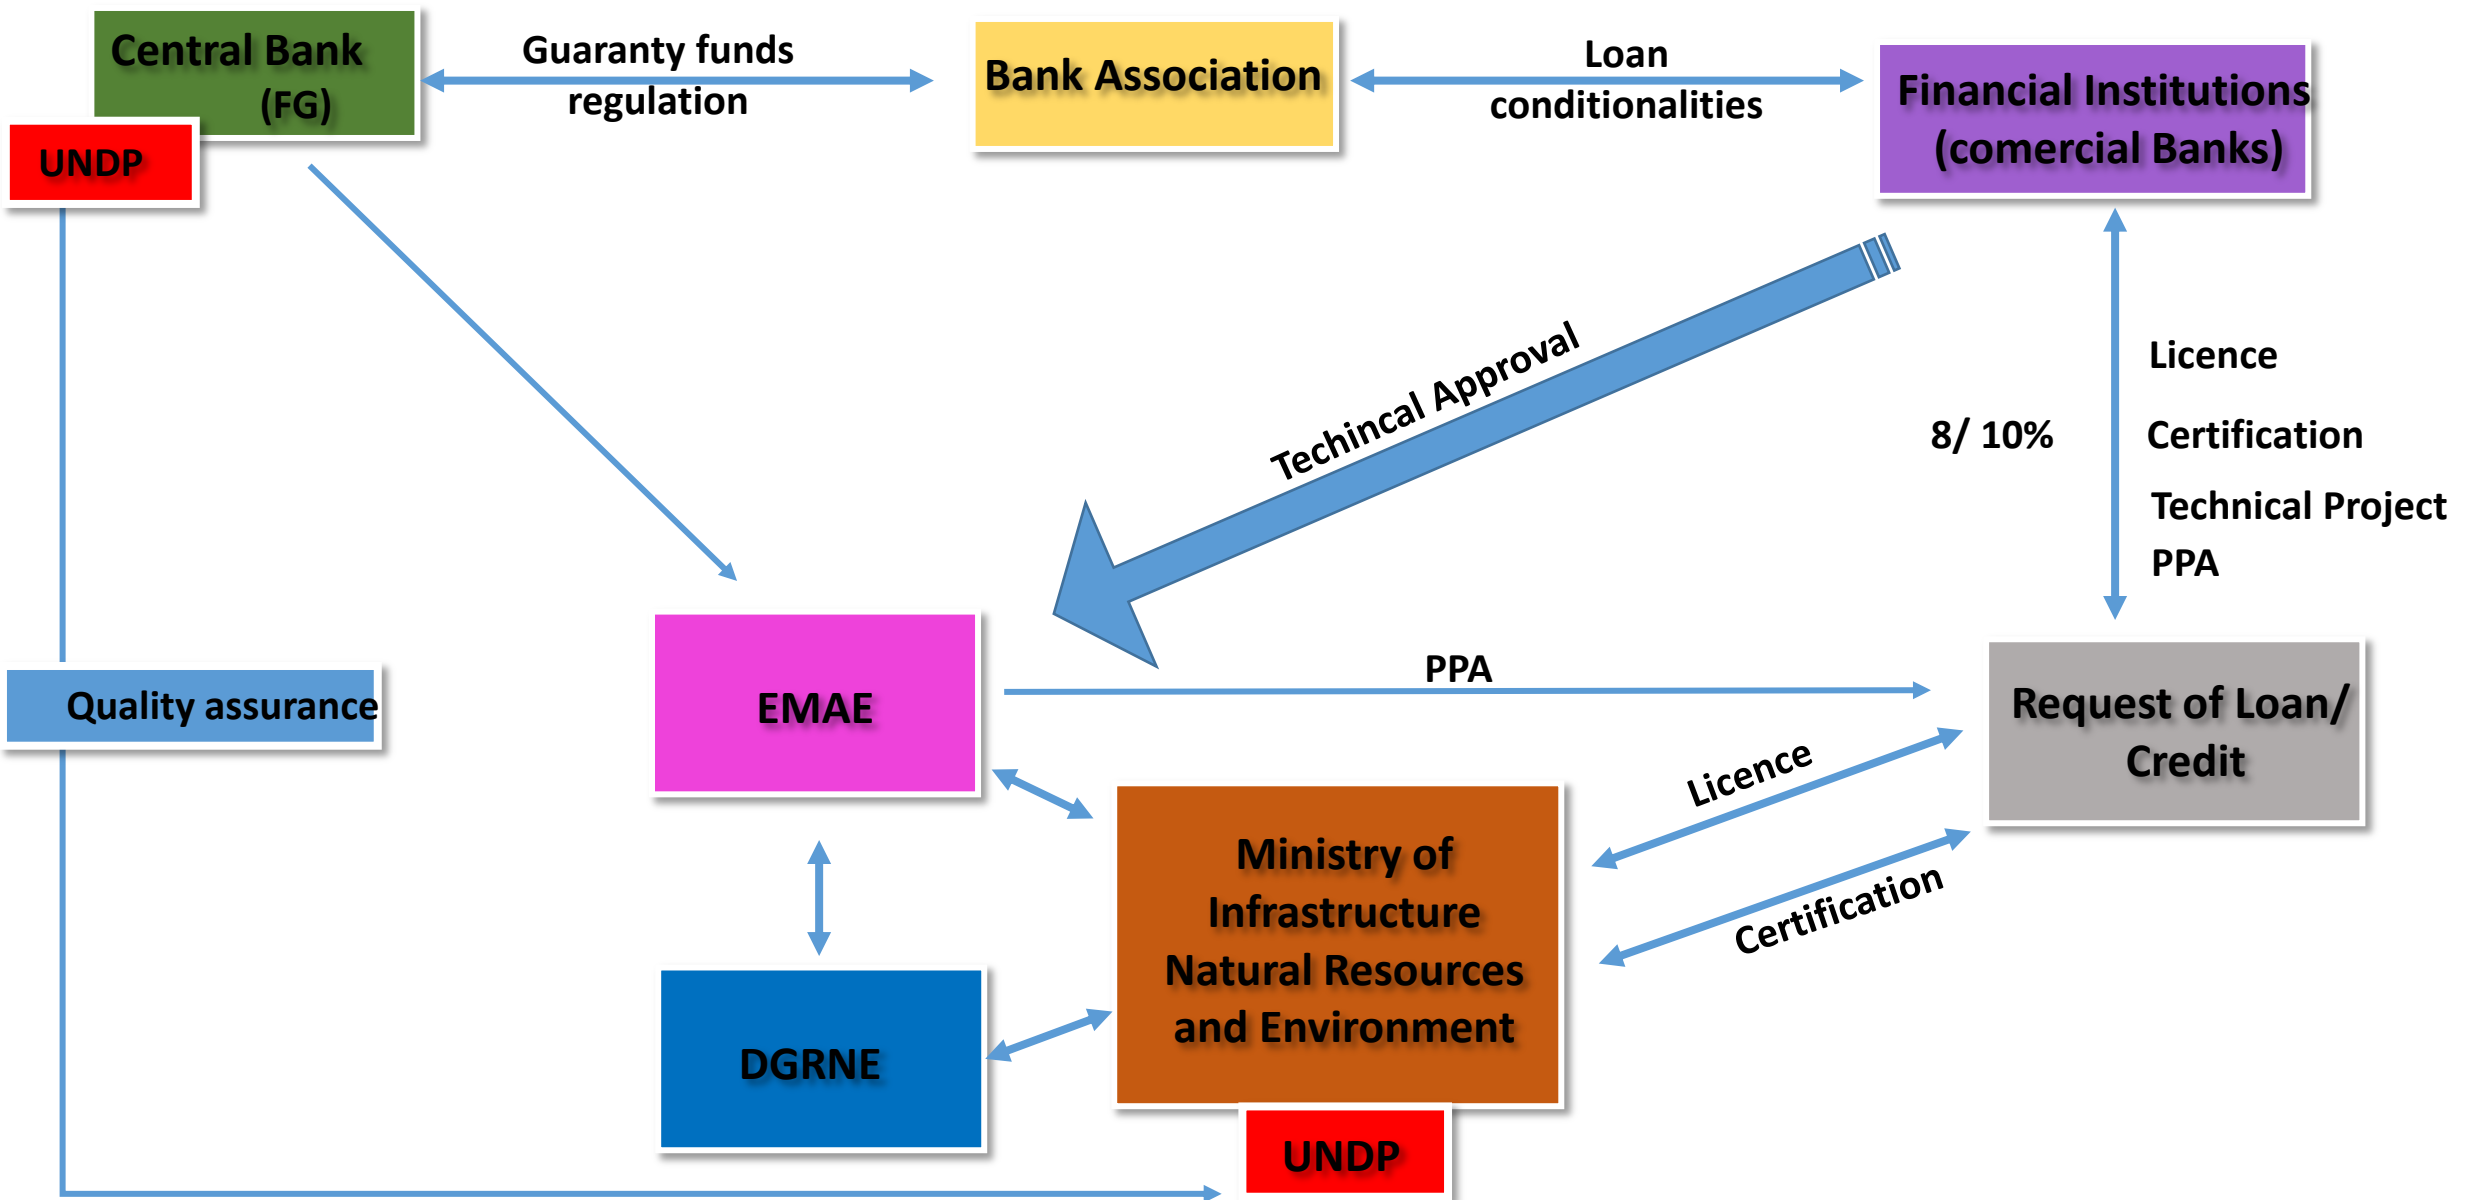 Central Bank
(FG)
UNDP
Guaranty funds
regulation
Bank Association
Loan
conditionalities
Financial Institutions
(comercial Banks)
Techincal Approval
8/ 10%
Licence
Certification
Technical Project
PPA
Quality assurance
EMAE
PPA
Request of Loan/
Credit
Licence
Certification
Ministry of
Infrastructure
Natural Resources
and Environment
DGRNE
UNDP